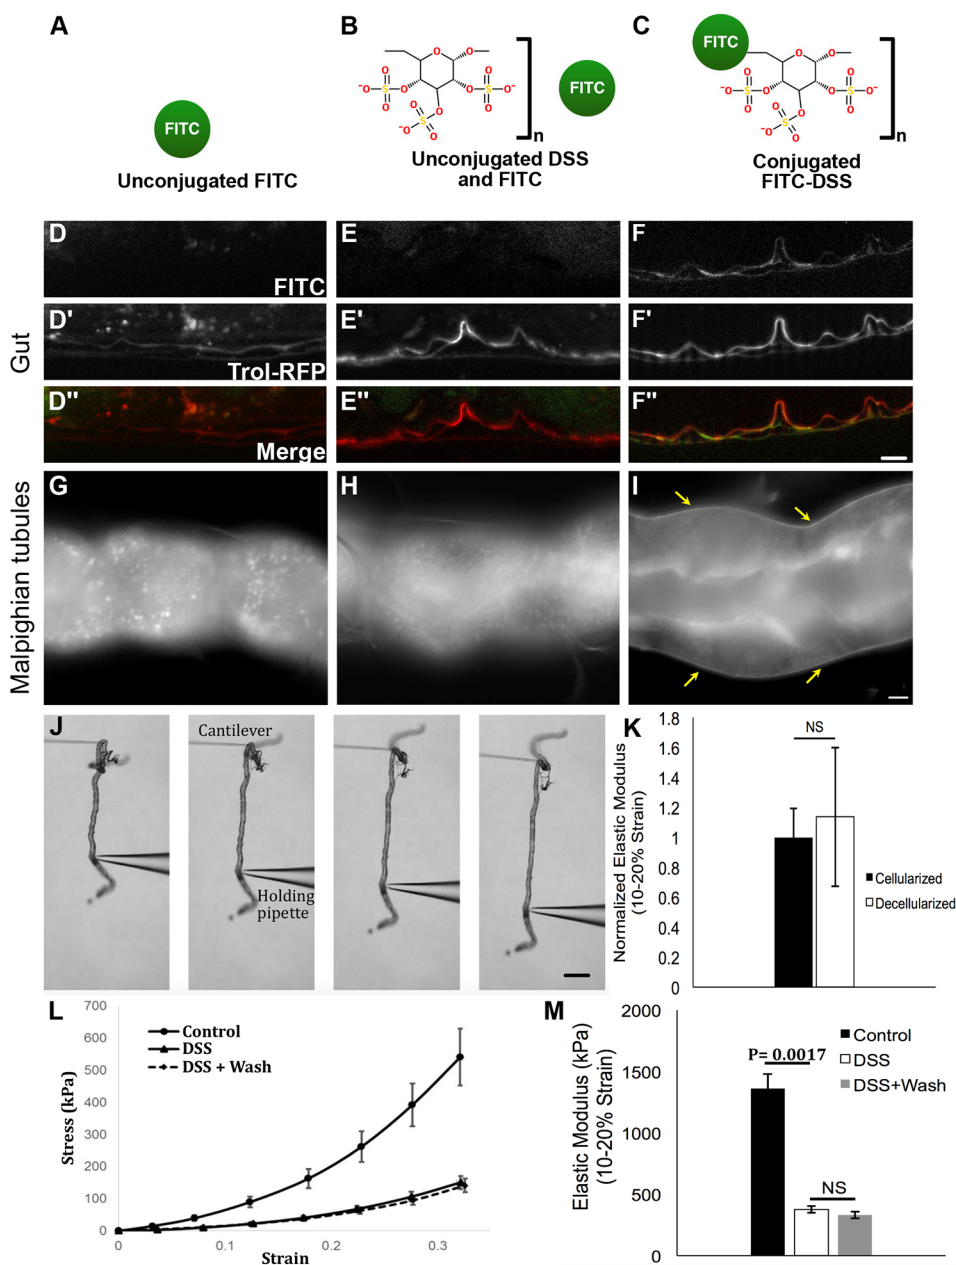 A
B
C
FITC
O
O
O
O
O
O
O
S
S
S
O⁻
O⁻
⁻O
n
FITC
FITC
n
Unconjugated FITC
Unconjugated DSS
and FITC
Conjugated
FITC-DSS
Gut
D
E
F
FITC
D'
E'
F'
Trol-RFP
D"
E"
F"
Merge
Malpighian tubules
G
H
I
J
Cantilever
Holding
pipette
K
Normalized Elastic Modulus
(10-20% Strain)
1.8
1.6
1.4
1.2
1
0.8
0.6
0.4
0.2
0
NS
Cellularized
Decellularized
L
Stress (kPa)
700
600
500
400
300
200
100
0
Control
DSS
DSS + Wash
0
0.1
0.2
0.3
Strain
M
Elastic Modulus (kPa)
(10-20% Strain)
2000
1500
1000
500
0
P= 0.0017
NS
Control
DSS
DSS+Wash